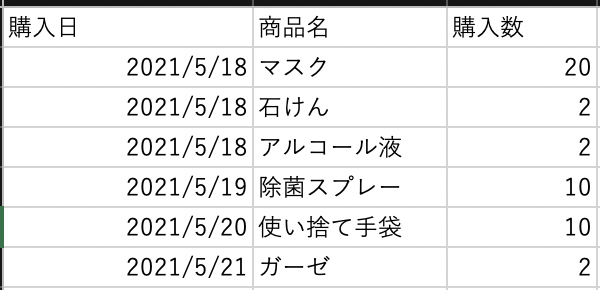 購入日 商品名 購入数
2021/5/18 マスク 20
2021/5/18 石けん 2
2021/5/18 アルコール液 2
2021/5/19 除菌スプレー 10
2021/5/20 使い捨て手袋 10
2021/5/21 ガーゼ 2